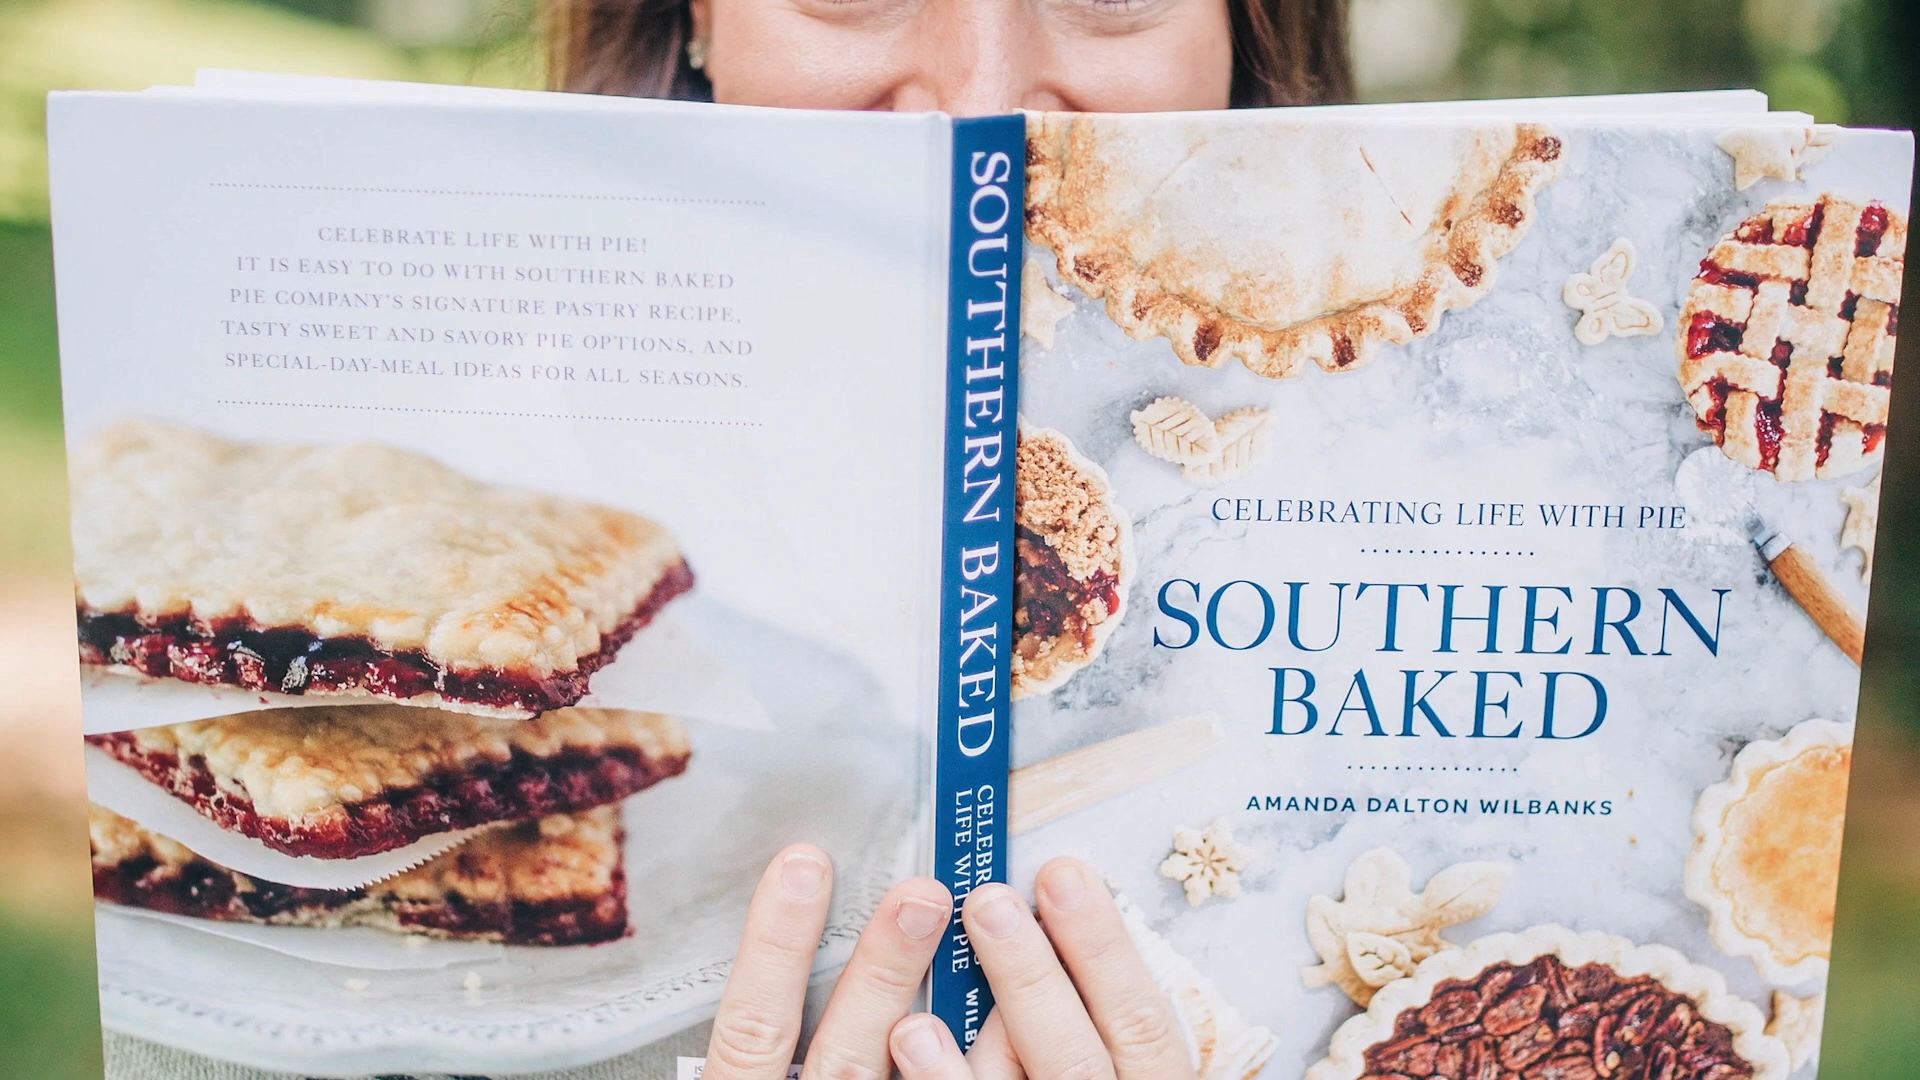 CELEBRATE LIFE WITH PIE!
IT IS EASY TO DO WITH SOUTHERN BAKED
PIE COMPANY'S SIGNATURE PASTRY RECIPE,
TASTY SWEET AND SAVORY PIE OPTIONS, AND
SPECIAL-DAY-MEAL IDEAS FOR ALL SEASONS.
SOUTHERN BAKED
CELEBR
LIFE WITH PIE
CELEBRATING LIFE WITH PIE
SOUTHERN
BAKED
AMANDA DALTON WILBANKS